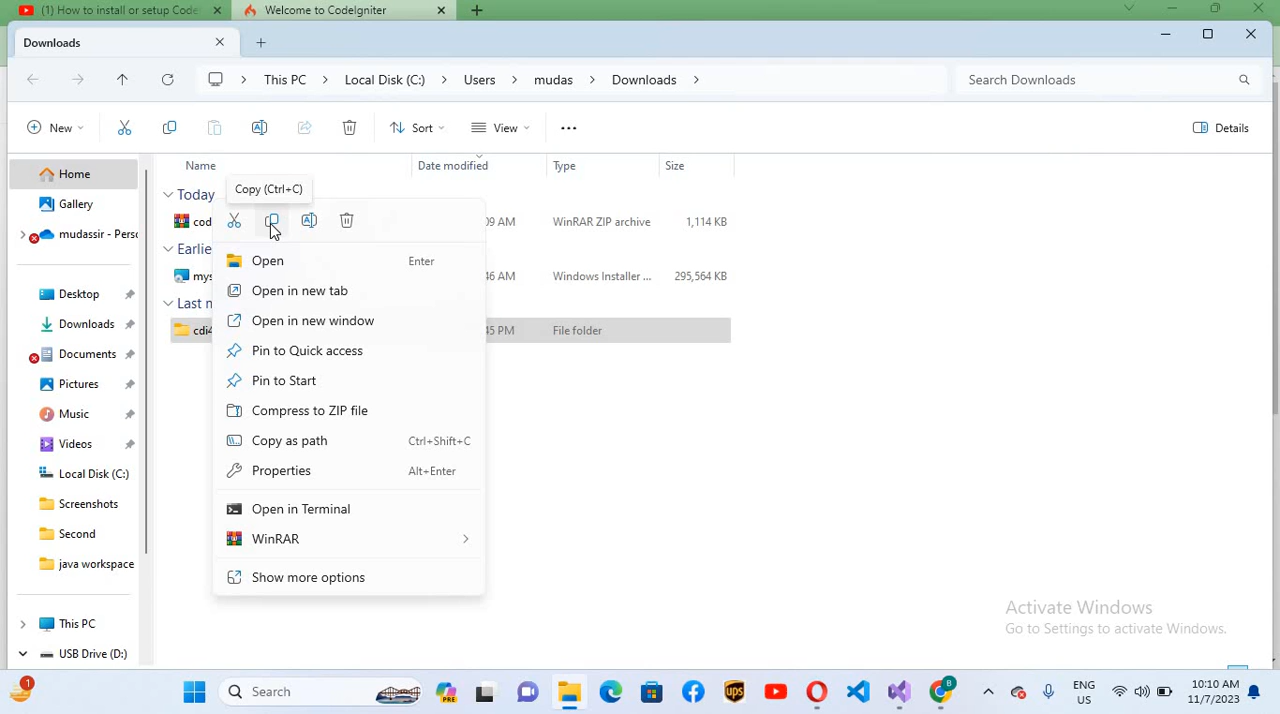 (1) How to install or setup Codei
Welcome to CodeIgniter
Downloads
This PC > Local Disk (C:) > Users > mudas > Downloads >
Search Downloads
New
Sort
View
Details
Name
Date modified
Type
Size
Copy (Ctrl+C)
Today
cod
09 AM
WinRAR ZIP archive
1,114 KB
Earlie
mys
46 AM
Windows Installer ...
295,564 KB
Last m
cdi4
45 PM
File folder
Open
Enter
Open in new tab
Open in new window
Pin to Quick access
Pin to Start
Compress to ZIP file
Copy as path
Ctrl+Shift+C
Properties
Alt+Enter
Open in Terminal
WinRAR
Show more options
Home
Gallery
mudassir - Perso
Desktop
Downloads
Documents
Pictures
Music
Videos
Local Disk (C:)
Screenshots
Second
java workspace
This PC
USB Drive (D:)
Activate Windows
Go to Settings to activate Windows.
1
Search
PRE
ups
B
ENG
US
10:10 AM
11/7/2023